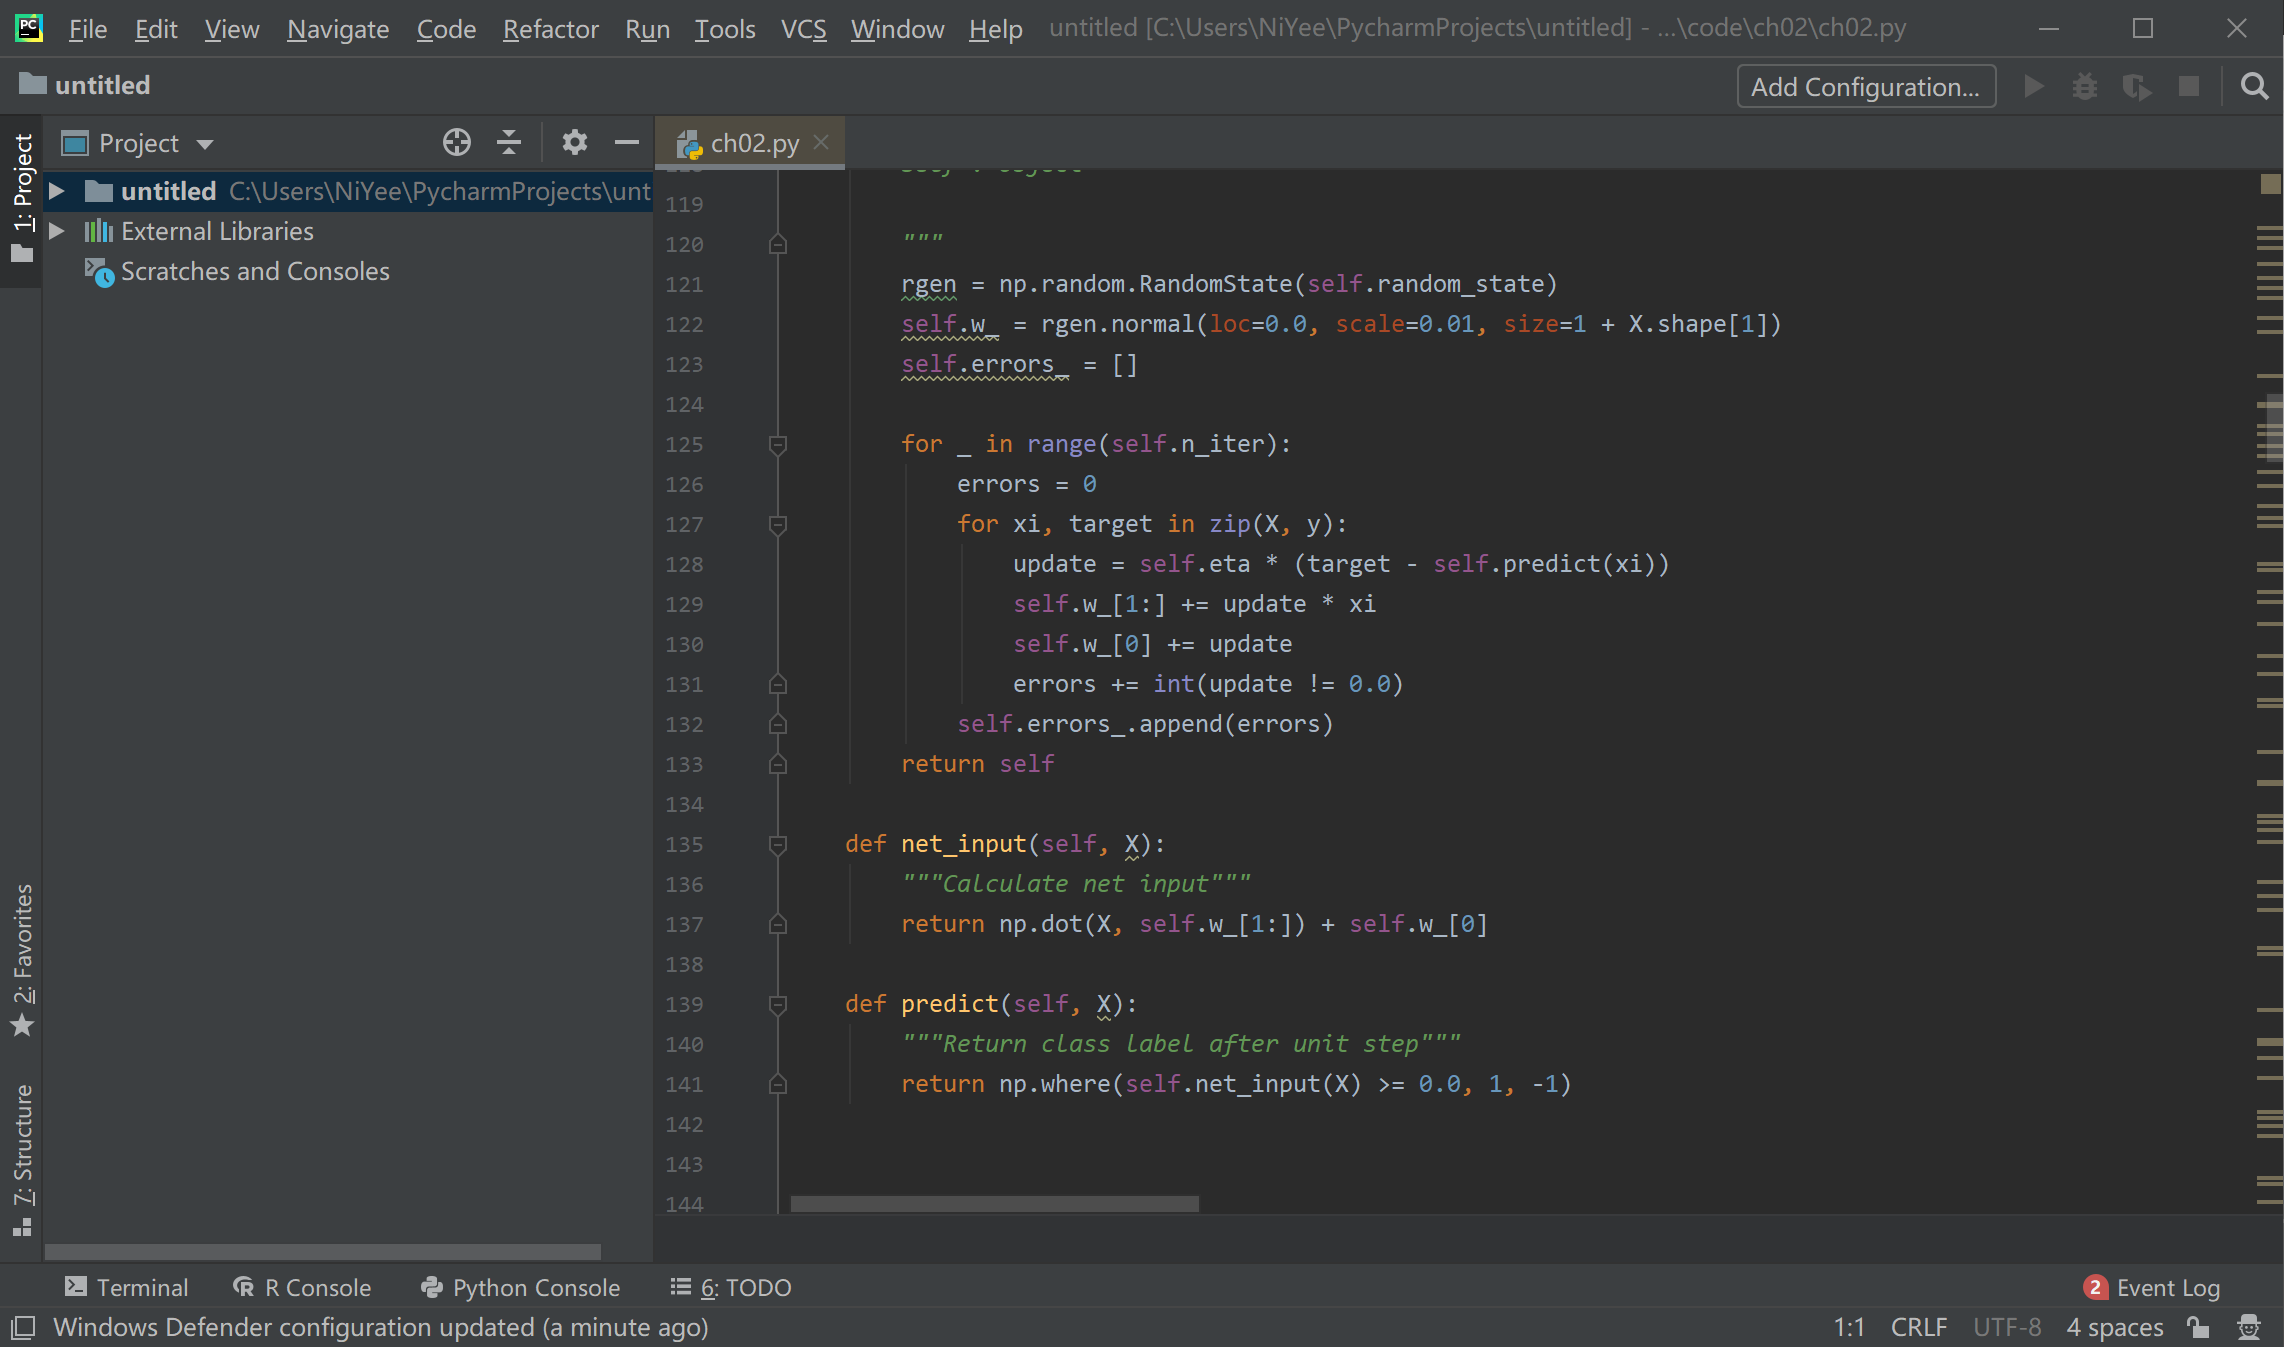 PC File Edit View Navigate Code Refactor Run Tools VCS Window Help untitled [C:\Users\NiYee\PycharmProjects\untitled] - ...\code\ch02\ch02.py
untitled
Add Configuration...
1: Project
2: Favorites
7: Structure
Project
untitled C:\Users\NiYee\PycharmProjects\unt
External Libraries
Scratches and Consoles
ch02.py
119
120 """
121 rgen = np.random.RandomState(self.random_state)
122 self.w_ = rgen.normal(loc=0.0, scale=0.01, size=1 + X.shape[1])
123 self.errors_ = []
124
125 for _ in range(self.n_iter):
126 errors = 0
127 for xi, target in zip(X, y):
128 update = self.eta * (target - self.predict(xi))
129 self.w_[1:] += update * xi
130 self.w_[0] += update
131 errors += int(update != 0.0)
132 self.errors_.append(errors)
133 return self
134
135 def net_input(self, X):
136 """Calculate net input"""
137 return np.dot(X, self.w_[1:]) + self.w_[0]
138
139 def predict(self, X):
140 """Return class label after unit step"""
141 return np.where(self.net_input(X) >= 0.0, 1, -1)
142
143
144
Terminal R Console Python Console 6: TODO 2 Event Log
Windows Defender configuration updated (a minute ago) 1:1 CRLF UTF-8 4 spaces